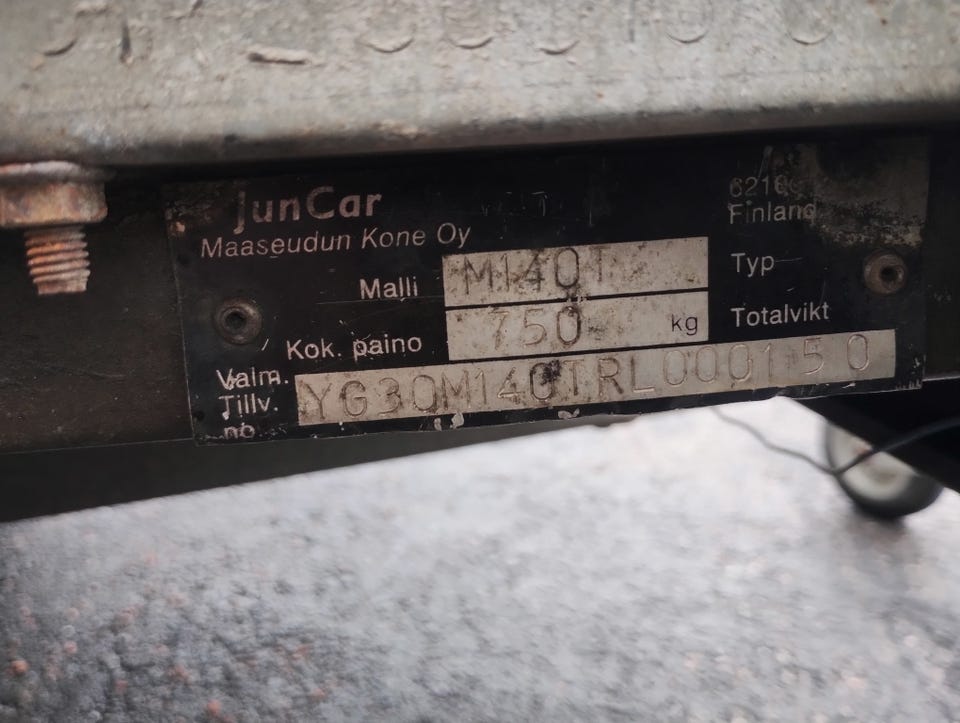 JunCar
Maaseudun Kone Oy
Finland
Malli M140T Typ
Kok. paino 750 kg Totalvikt
Valm.
Tillv.
no. YG30M140TRL000150